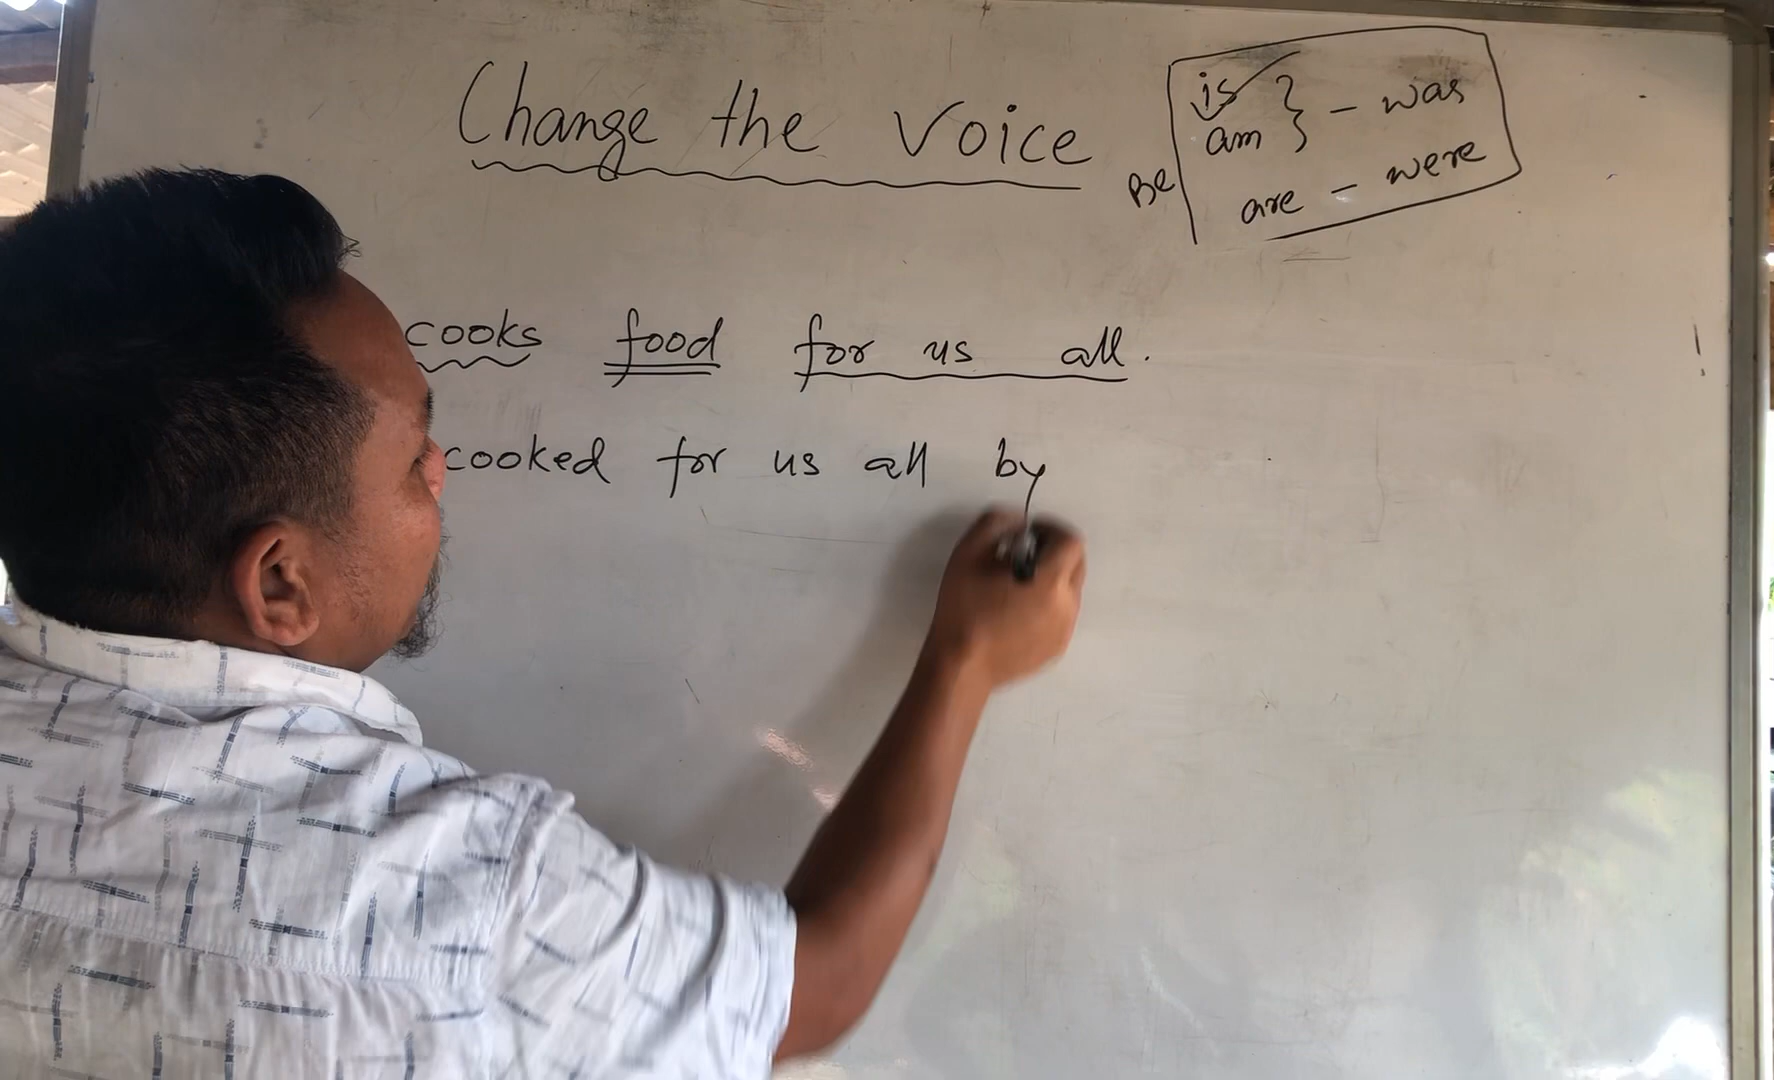 Change the Voice
is } - was
am
Be are - were
cooks food for us all.
cooked for us all by